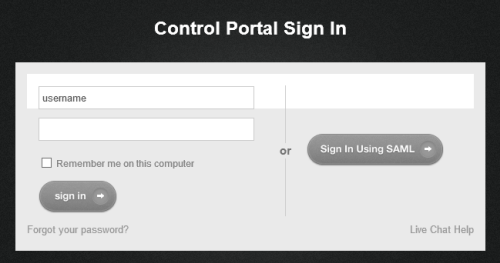 Control Portal Sign In
username
Remember me on this computer
sign in
Forgot your password?
or
Sign In Using SAML
Live Chat Help